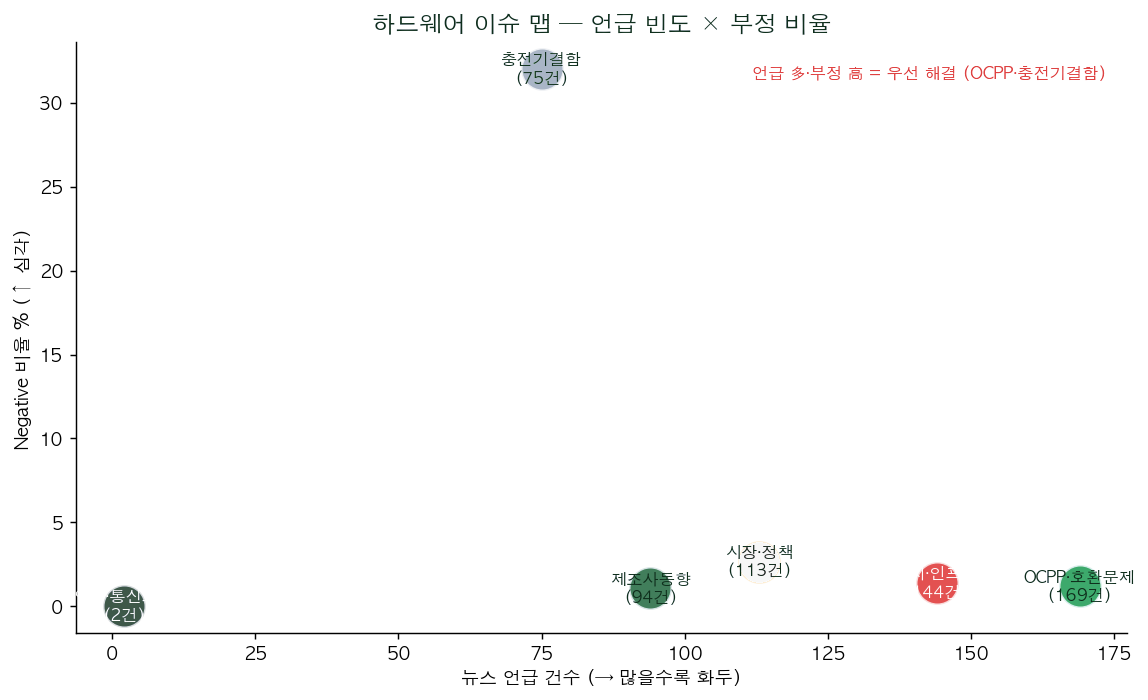 하드웨어 이슈 맵 — 언급 빈도 × 부정 비율
충전기결함
(75건)
언급 多·부정 高 = 우선 해결 (OCPP·충전기결함)
Negative 비율 % (↑ 심각)
30
25
20
15
10
5
0
시장·정책
(113건)
제조사동향
(94건)
OCPP·호환문제
(169건)
(2건)
0
25
50
75
100
125
150
175
뉴스 언급 건수 (→ 많을수록 화두)